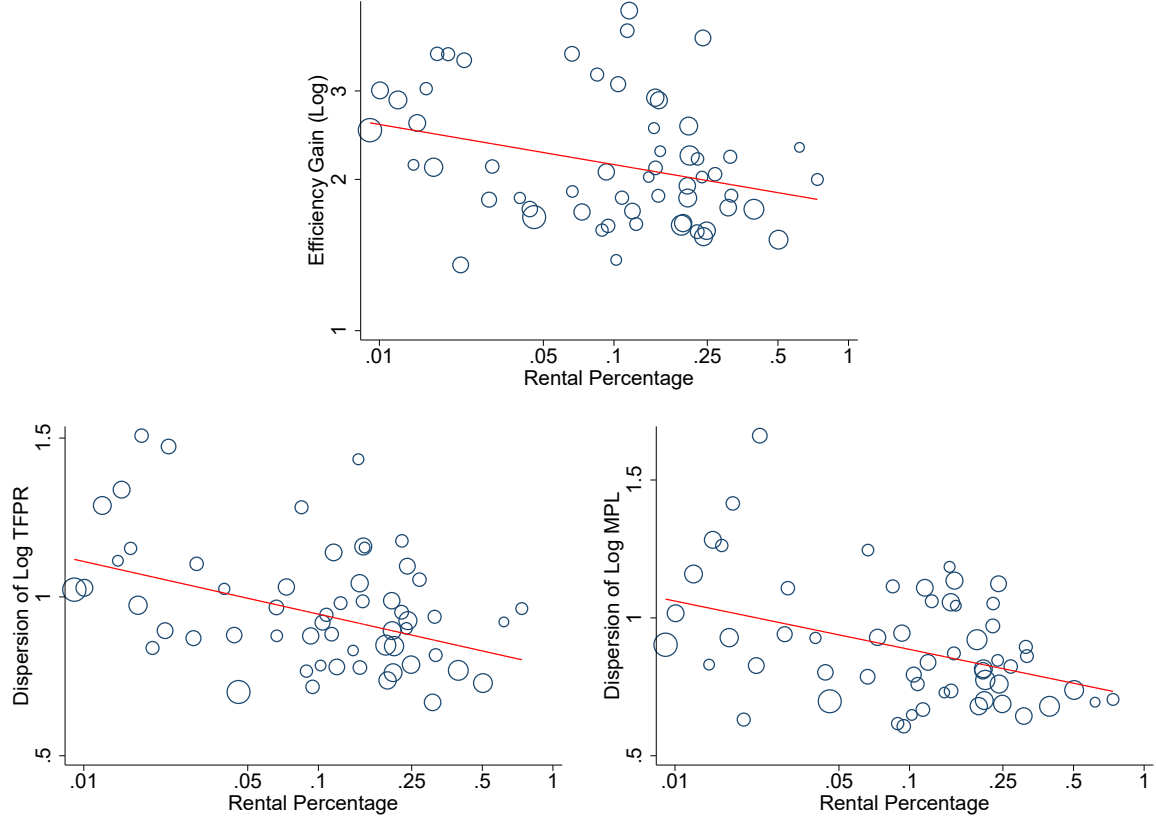 Efficiency Gain (Log)
3
2
1
.01 .05 .1 .25 .5 1
Rental Percentage
Dispersion of Log TFPR
1.5
1
.5
.01 .05 .1 .25 .5 1
Rental Percentage
Dispersion of Log MPL
1.5
1
.5
.01 .05 .1 .25 .5 1
Rental Percentage